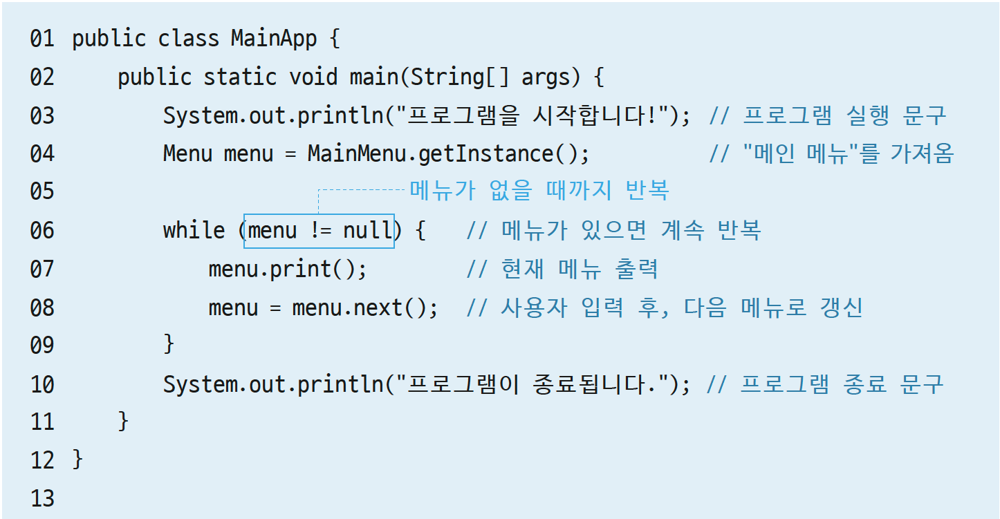 01 public class MainApp {
02     public static void main(String[] args) {
03         System.out.println("프로그램을 시작합니다!"); // 프로그램 실행 문구
04         Menu menu = MainMenu.getInstance();          // "메인 메뉴"를 가져옴
05                              메뉴가 없을 때까지 반복
06         while (menu != null) {   // 메뉴가 있으면 계속 반복
07             menu.print();        // 현재 메뉴 출력
08             menu = menu.next();  // 사용자 입력 후, 다음 메뉴로 갱신
09         }
10         System.out.println("프로그램이 종료됩니다."); // 프로그램 종료 문구
11     }
12 }
13